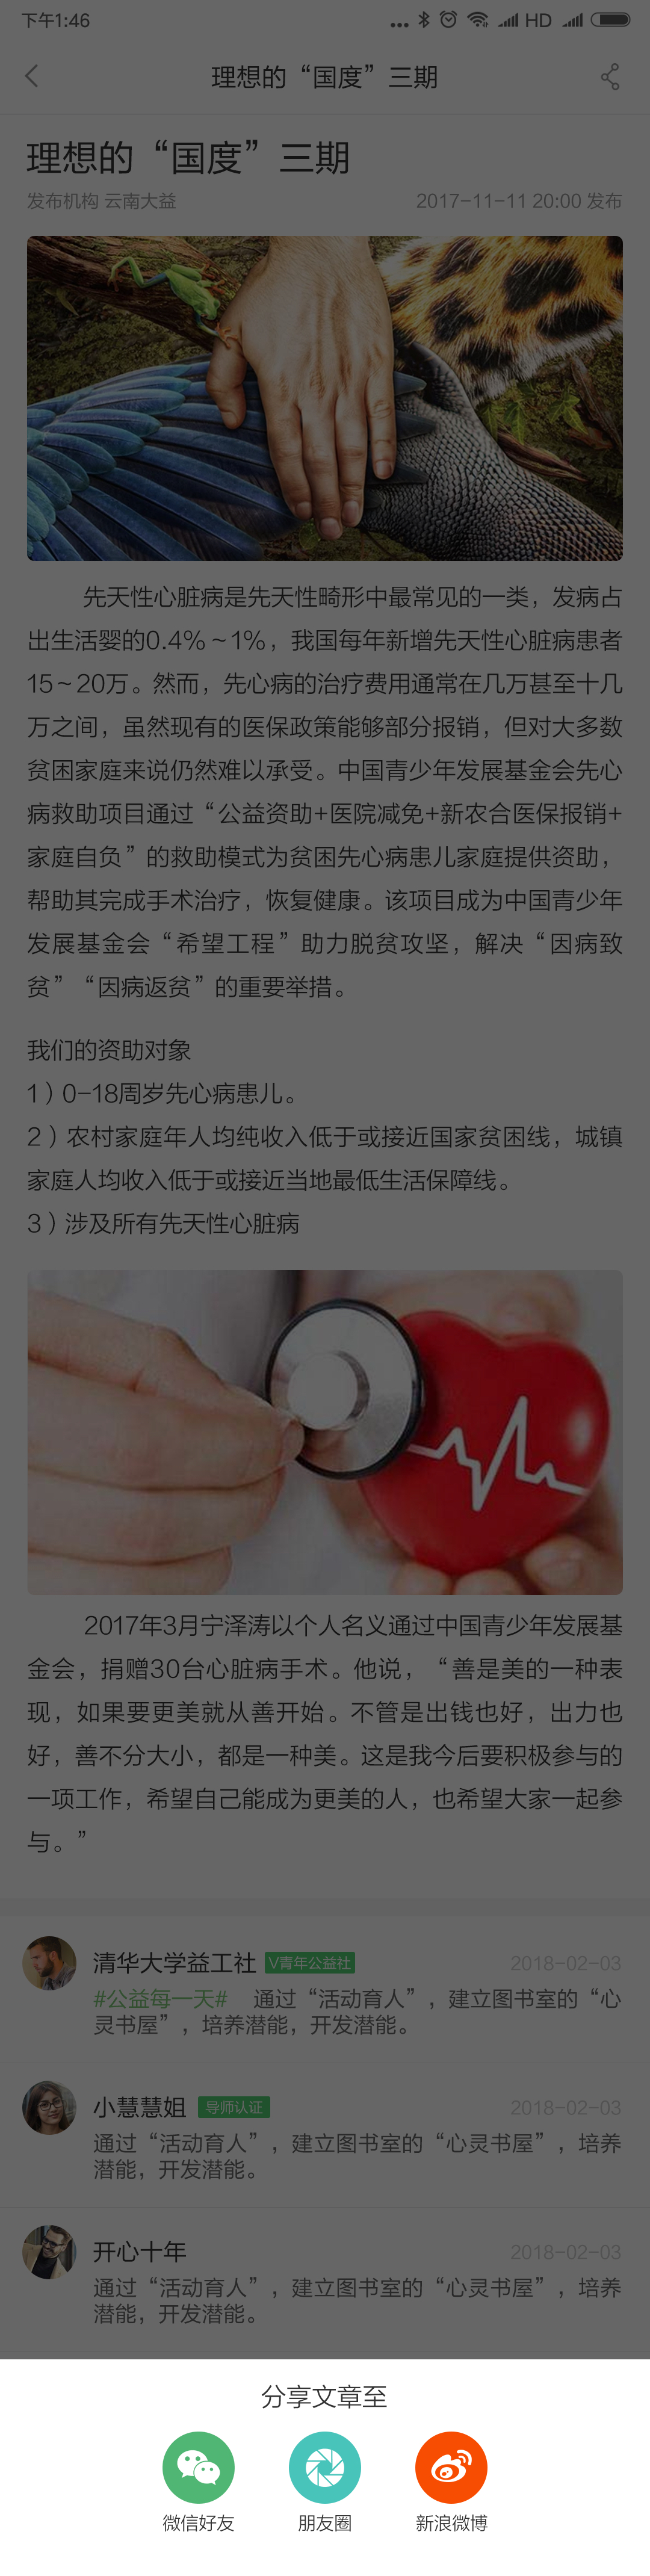 下午1:46
... HD
理想的“国度”三期
理想的“国度”三期
发布机构 云南大益
2017-11-11 20:00 发布
先天性心脏病是先天性畸形中最常见的一类，发病占
出生活婴的0.4%～1%，我国每年新增先天性心脏病患者
15～20万。然而，先心病的治疗费用通常在几万甚至十几
万之间，虽然现有的医保政策能够部分报销，但对大多数
贫困家庭来说仍然难以承受。中国青少年发展基金会先心
病救助项目通过“公益资助+医院减免+新农合医保报销+
家庭自负”的救助模式为贫困先心病患儿家庭提供资助，
帮助其完成手术治疗，恢复健康。该项目成为中国青少年
发展基金会“希望工程”助力脱贫攻坚，解决“因病致
贫”“因病返贫”的重要举措。
我们的资助对象
1）0-18周岁先心病患儿。
2）农村家庭年人均纯收入低于或接近国家贫困线，城镇
家庭人均收入低于或接近当地最低生活保障线。
3）涉及所有先天性心脏病
2017年3月宁泽涛以个人名义通过中国青少年发展基
金会，捐赠30台心脏病手术。他说，“善是美的一种表
现，如果要更美就从善开始。不管是出钱也好，出力也
好，善不分大小，都是一种美。这是我今后要积极参与的
一项工作，希望自己能成为更美的人，也希望大家一起参
与。”
清华大学益工社 V青年公益社 2018-02-03
#公益每一天# 通过“活动育人”，建立图书室的“心
灵书屋”，培养潜能，开发潜能。
小慧慧姐 导师认证 2018-02-03
通过“活动育人”，建立图书室的“心灵书屋”，培养
潜能，开发潜能。
开心十年 2018-02-03
通过“活动育人”，建立图书室的“心灵书屋”，培养
潜能，开发潜能。
分享文章至
微信好友 朋友圈 新浪微博